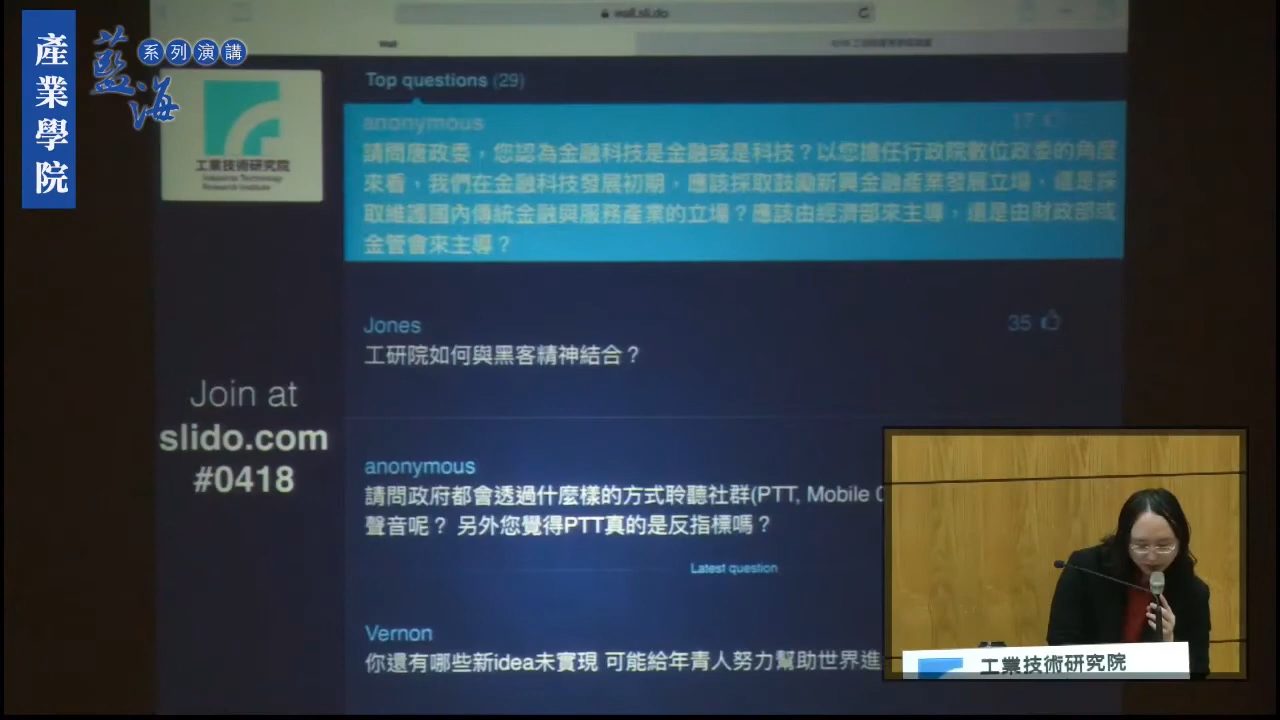 產業學院
藍海
系列演講
wall.sli.do
Wall
工業技術研究院
Industrial Technology
Research Institute
Top questions (29)
anonymous
17
請問唐政委，您認為金融科技是金融或是科技？以您擔任行政院數位政委的角度
來看，我們在金融科技發展初期，應該採取鼓勵新興金融業者發展立場，還是採
取維護國內傳統金融與服務產業的立場？應該由經濟部來主導，還是由財政部或
金管會來主導？
Jones
35
工研院如何與黑客精神結合？
Join at
slido.com
#0418
anonymous
請問政府都會透過什麼樣的方式聆聽社群(PTT, Mobile
聲音呢？ 另外您覺得PTT真的是反指標嗎？
Latest question
Vernon
你還有哪些新idea未實現 可能給年青人努力幫助世界進
工業技術研究院